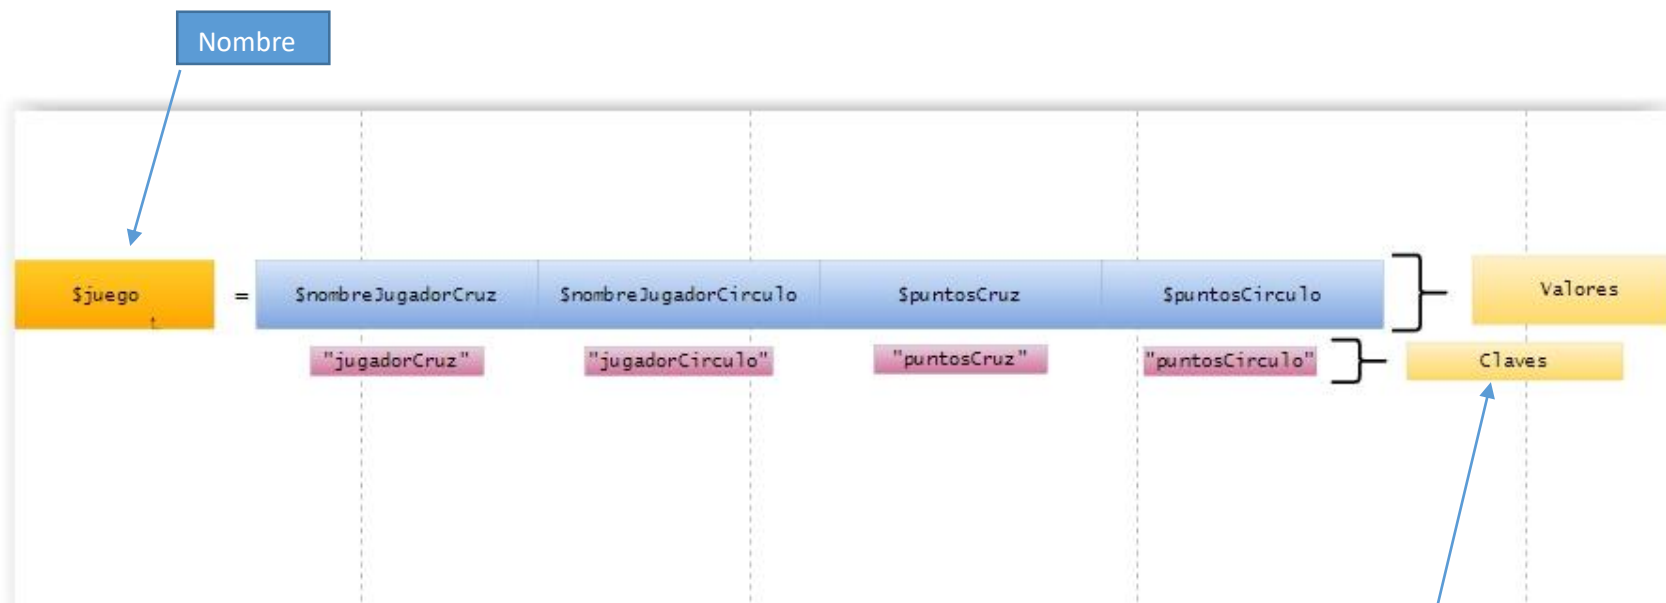 Nombre
$juego = $nombreJugadorCruz $nombreJugadorCirculo $puntosCruz $puntosCirculo Valores
"jugadorCruz" "jugadorCirculo" "puntosCruz" "puntosCirculo" Claves